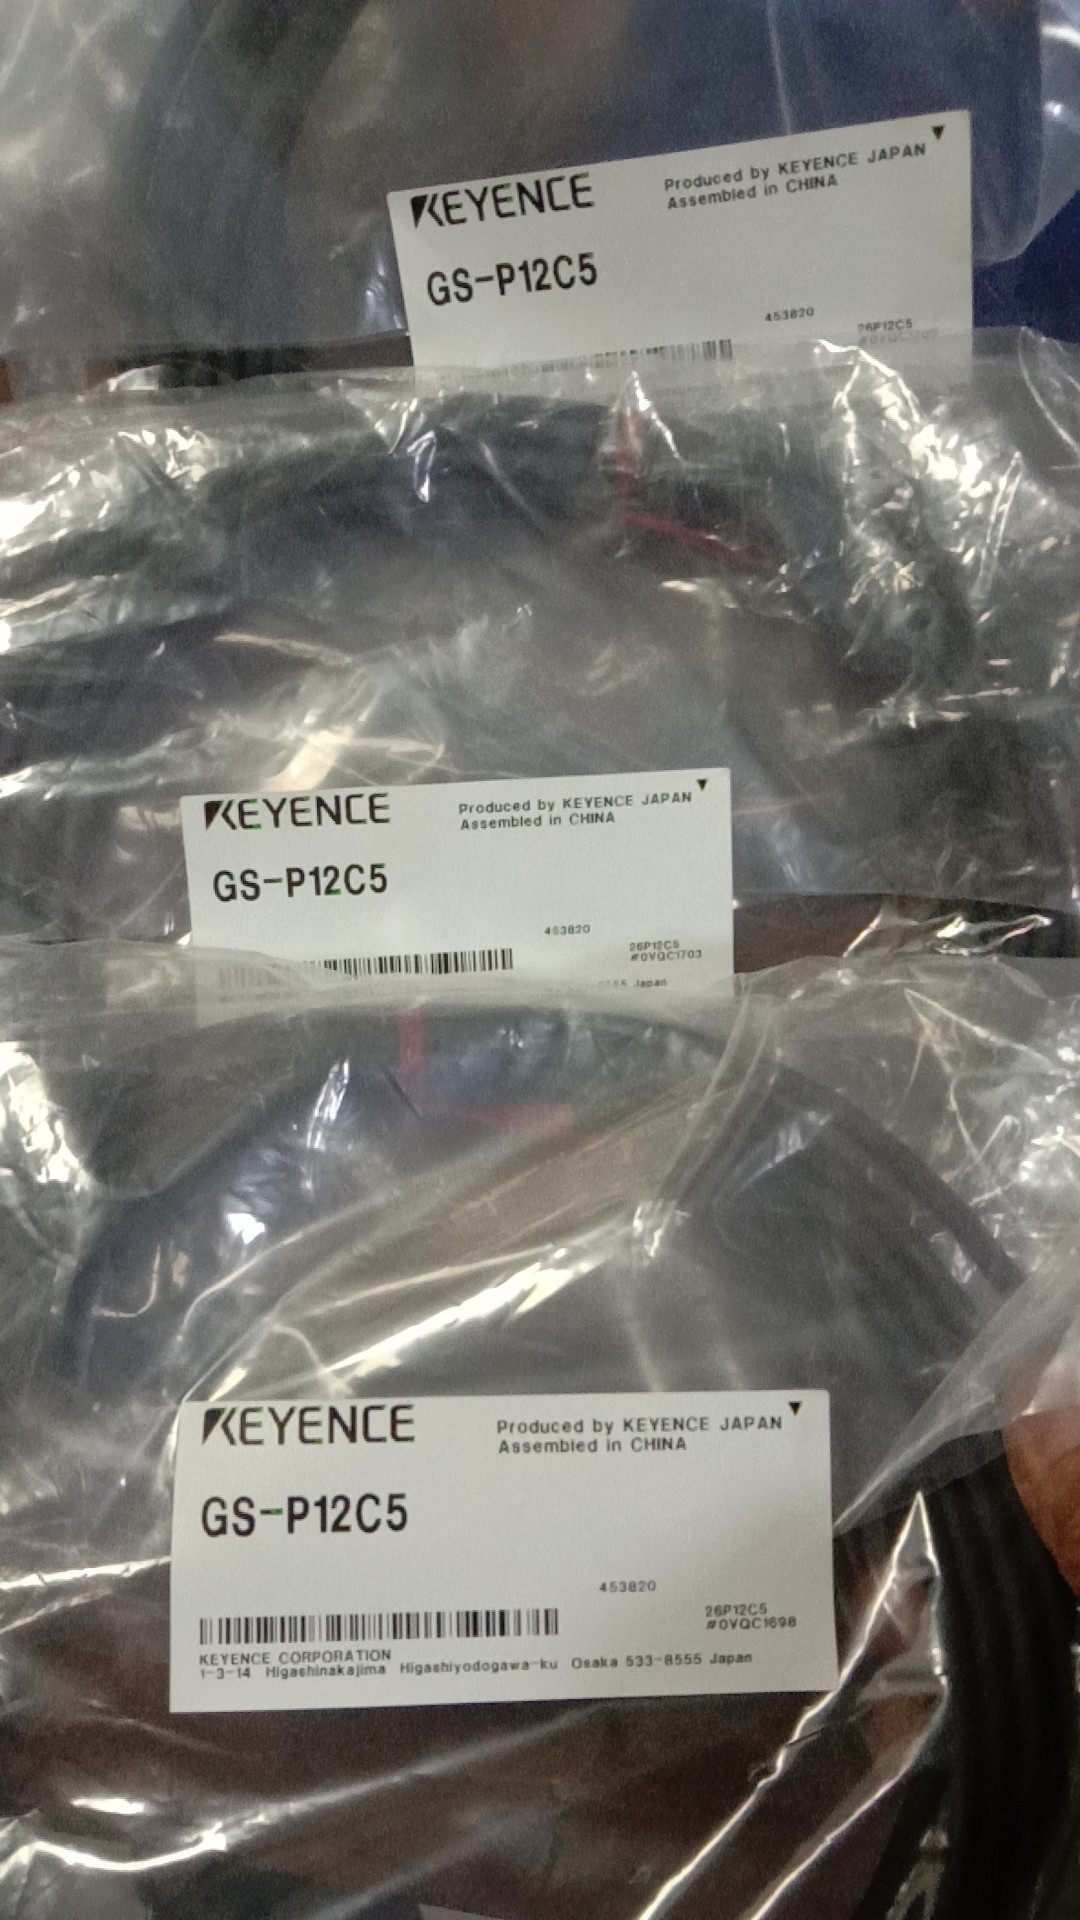 KEYENCE
Produced by KEYENCE JAPAN
Assembled in CHINA
GS-P12C5
453820
26P12C5
KEYENCE
Produced by KEYENCE JAPAN
Assembled in CHINA
GS-P12C5
453820
26P12C5
#0VQC1703
Japan
KEYENCE
Produced by KEYENCE JAPAN
Assembled in CHINA
GS-P12C5
453820
26P12C5
#0VQC1698
KEYENCE CORPORATION
1-3-14 Higashinakajima Higashiyodogawa-ku Osaka 533-8555 Japan